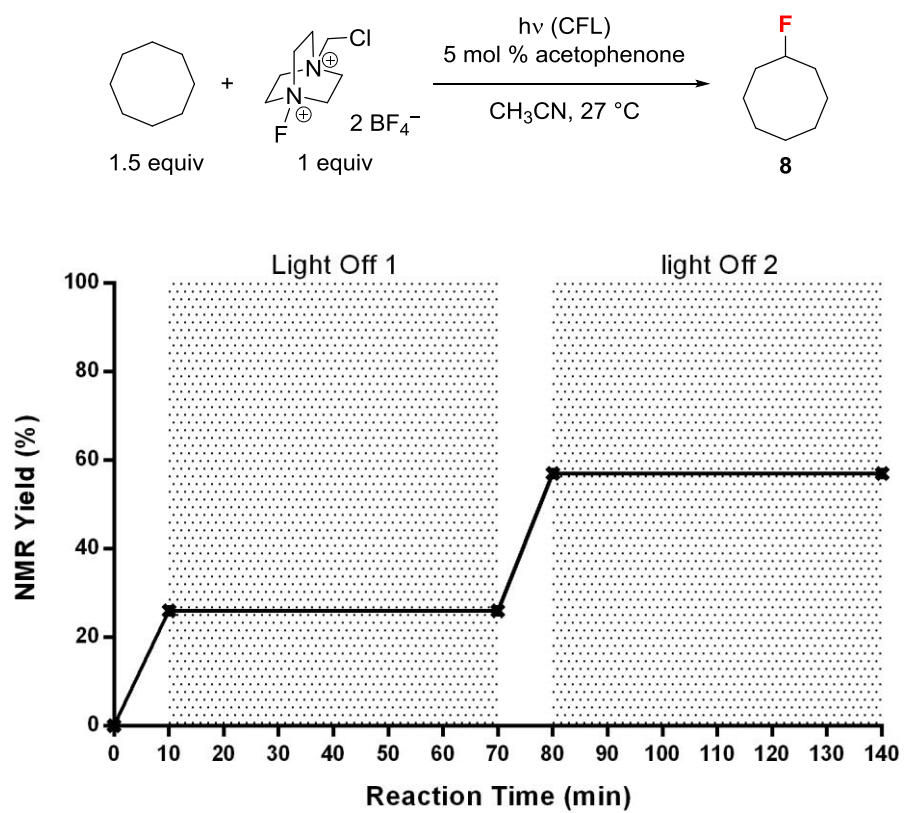 F
hν (CFL)
5 mol % acetophenone
CH₃CN, 27 °C
Cl
N⊕
+
N
⊕
F
2 BF₄⁻
1.5 equiv
1 equiv
8
Light Off 1
light Off 2
100
80
60
40
20
0
NMR Yield (%)
0 10 20 30 40 50 60 70 80 90 100 110 120 130 140
Reaction Time (min)